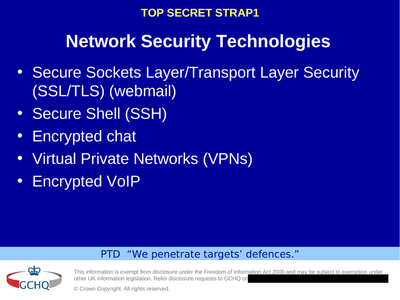 TOP SECRET STRAP1
Network Security Technologies
• Secure Sockets Layer/Transport Layer Security
(SSL/TLS) (webmail)
• Secure Shell (SSH)
• Encrypted chat
• Virtual Private Networks (VPNs)
• Encrypted VoIP
PTD “We penetrate targets’ defences.”
GCHQ
This information is exempt from disclosure under the Freedom of Information Act 2000 and may be subject to exemption under
other UK information legislation. Refer disclosure requests to GCHQ on
© Crown Copyright. All rights reserved.